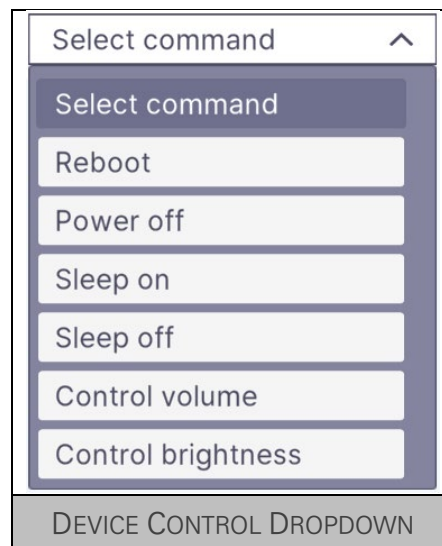 Select command
Select command
Reboot
Power off
Sleep on
Sleep off
Control volume
Control brightness
DEVICE CONTROL DROPDOWN